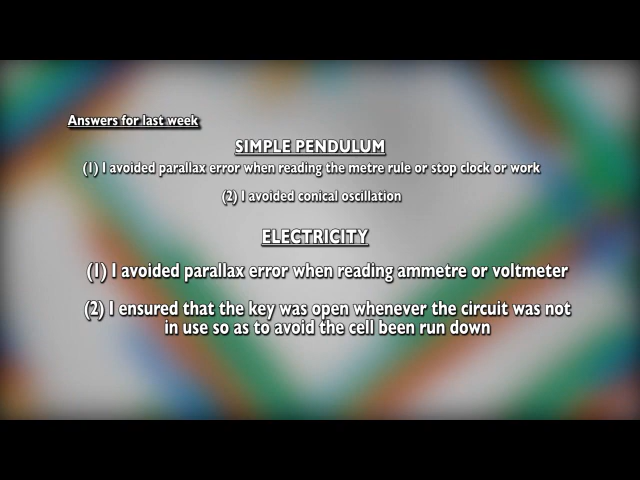 Answers for last week
SIMPLE PENDULUM
(1) I avoided parallax error when reading the metre rule or stop clock or work
(2) I avoided conical oscillation
ELECTRICITY
(1) I avoided parallax error when reading ammetre or voltmeter
(2) I ensured that the key was open whenever the circuit was not
in use so as to avoid the cell been run down